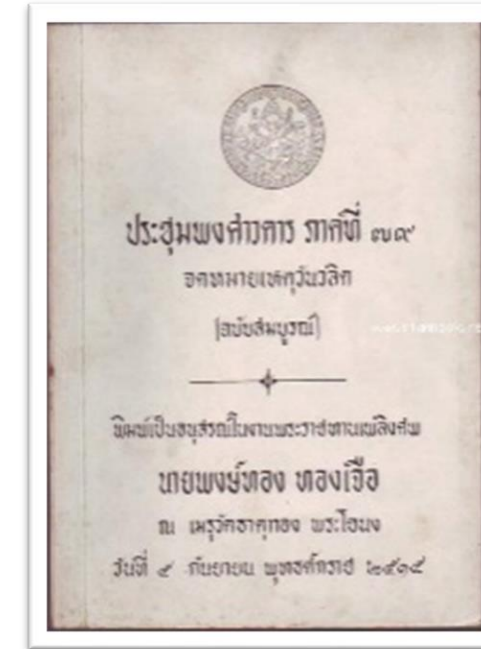 ประชุมพงศาวดาร ภาคที่ ๗๙
จดหมายเหตุวันวลิต
(ฉบับสมบูรณ์)
พิมพ์เป็นอนุสรณ์ในงานพระราชทานเพลิงศพ
นายพงษ์ทอง ทองเจือ
ณ เมรุวัดธาตุทอง พระโขนง
วันที่ ๙ กันยายน พุทธศักราช